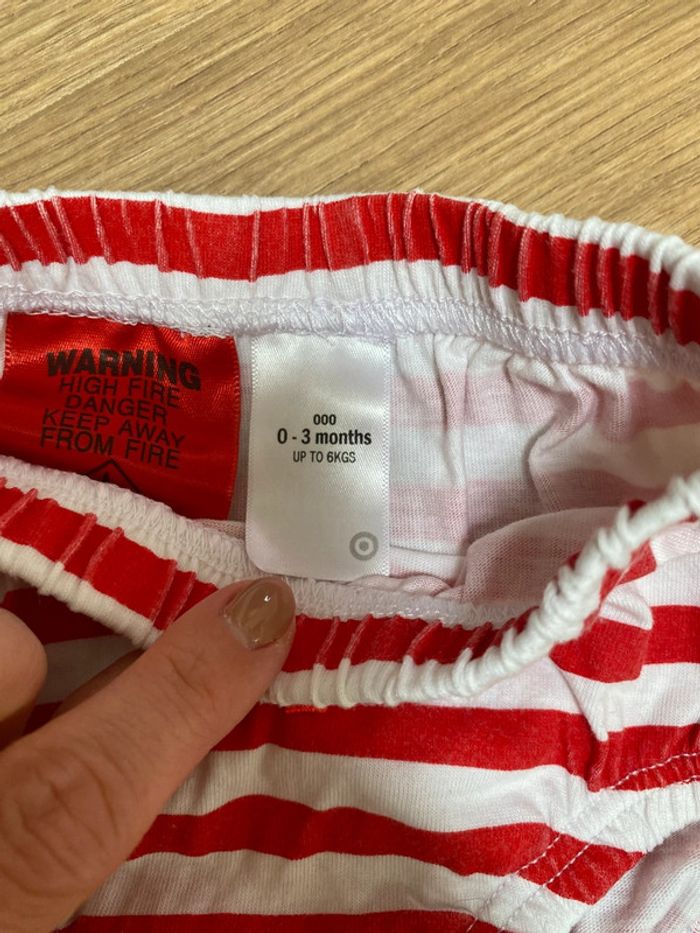 WARNING
HIGH FIRE
DANGER
KEEP AWAY
FROM FIRE
000
0 - 3 months
UP TO 6KGS